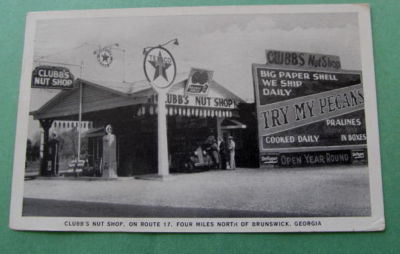 CLUBB'S Nut Shop.
TEXACO
CLUBB'S
NUT SHOP
CLUBB'S NUT SHOP
BIG PAPER SHELL
WE SHIP
DAILY
TRY MY PECANS
PRALINES
COOKED DAILY
IN BOXES
OPEN YEAR ROUND
CLUBB'S NUT SHOP, ON ROUTE 17, FOUR MILES NORTH OF BRUNSWICK, GEORGIA